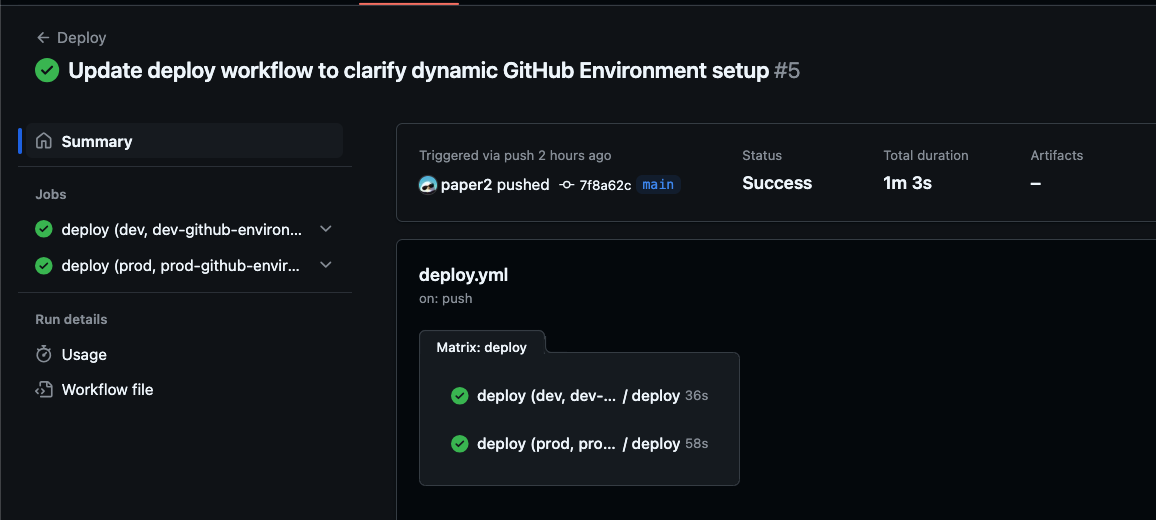 Deploy
Update deploy workflow to clarify dynamic GitHub Environment setup #5
Summary
Jobs
deploy (dev, dev-github-environ...
deploy (prod, prod-github-envir...
Run details
Usage
Workflow file
Triggered via push 2 hours ago
paper2 pushed 7f8a62c main
Status
Success
Total duration
1m 3s
Artifacts
–
deploy.yml
on: push
Matrix: deploy
deploy (dev, dev-... / deploy 36s
deploy (prod, pro... / deploy 58s